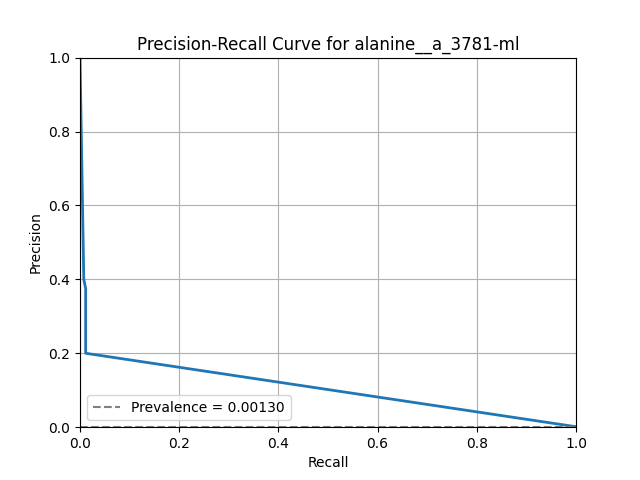 Precision-Recall Curve for alanine__a_3781-ml
Precision
1.0
0.8
0.6
0.4
0.2
0.0
Prevalence = 0.00130
0.0 0.2 0.4 0.6 0.8 1.0
Recall